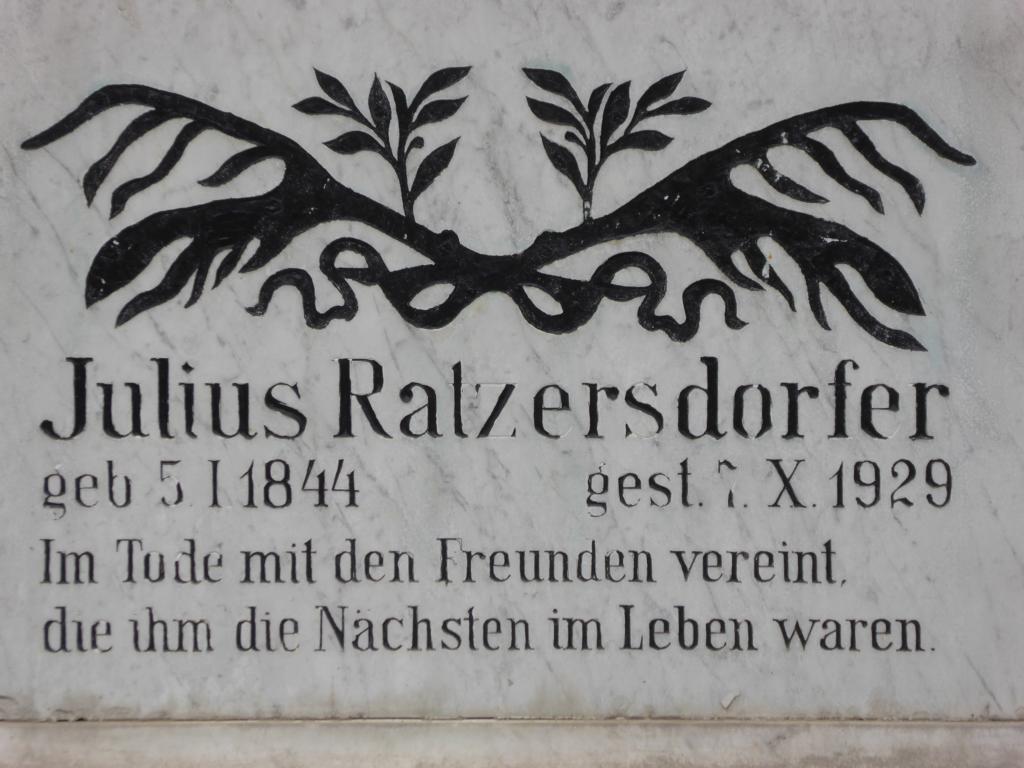 Julius Ratzersdorfer
geb 5. I 1844 gest. 7. X. 1929
Im Tode mit den Freunden vereint,
die ihm die Nächsten im Leben waren.